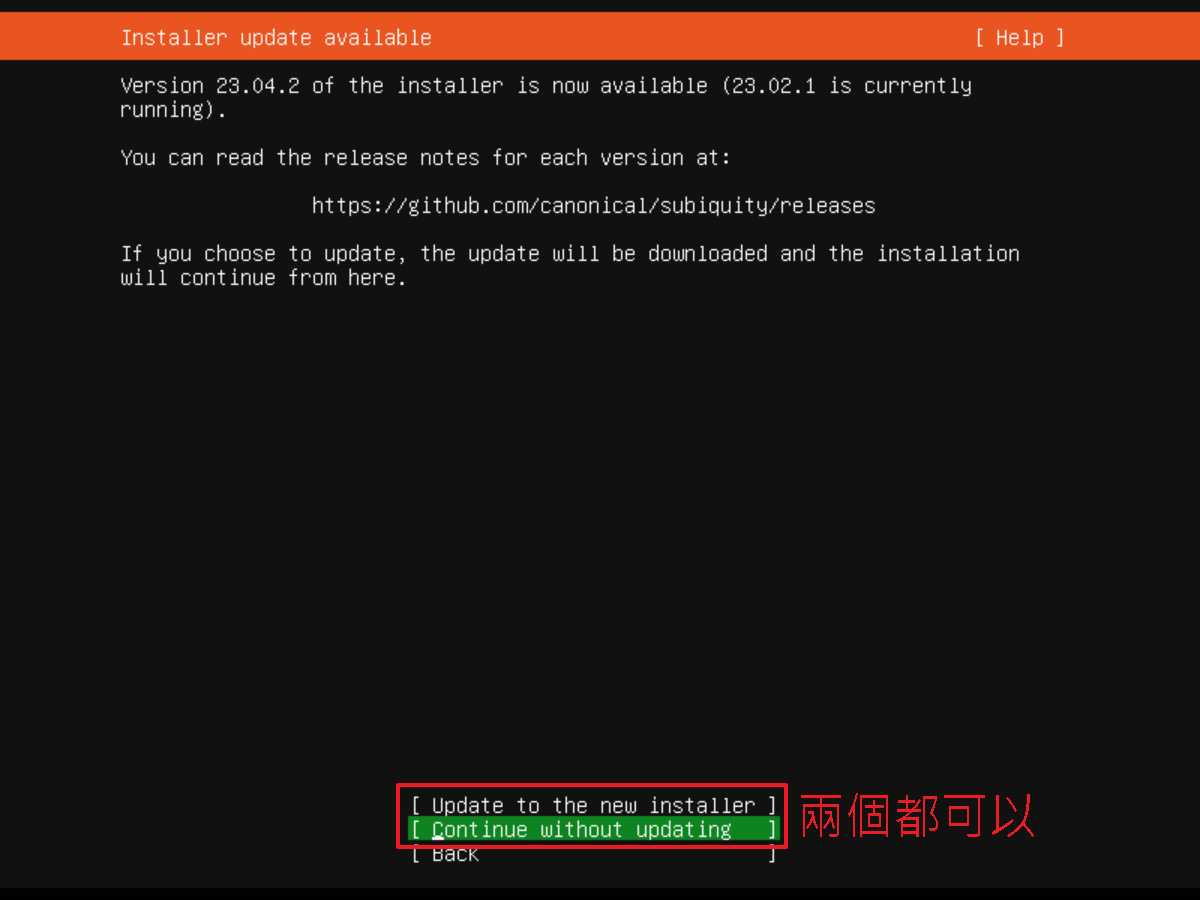 Installer update available [ Help ]
Version 23.04.2 of the installer is now available (23.02.1 is currently
running).
You can read the release notes for each version at:
https://github.com/canonical/subiquity/releases
If you choose to update, the update will be downloaded and the installation
will continue from here.
[ Update to the new installer ]
[ Continue without updating ]
兩個都可以
[ Back ]